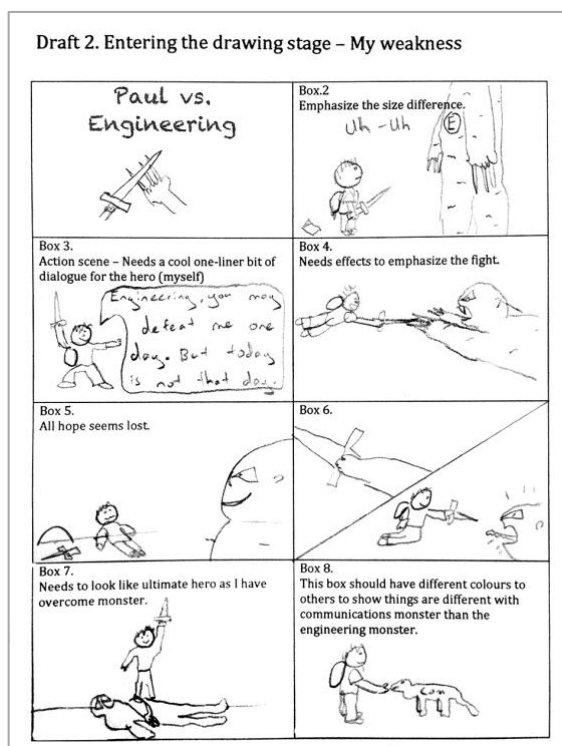 Draft 2. Entering the drawing stage – My weakness
Paul vs.
Engineering
Box.2
Emphasize the size difference.
Uh - Uh
E
Box 3.
Action scene – Needs a cool one-liner bit of
dialogue for the hero (myself)
Engineering, you may
defeat me one
day. But today
is not that day.
Box 4.
Needs effects to emphasize the fight.
Box 5.
All hope seems lost.
Box 6.
Box 7.
Needs to look like ultimate hero as I have
overcome monster.
Box 8.
This box should have different colours to
others to show things are different with
communications monster than the
engineering monster.
Com